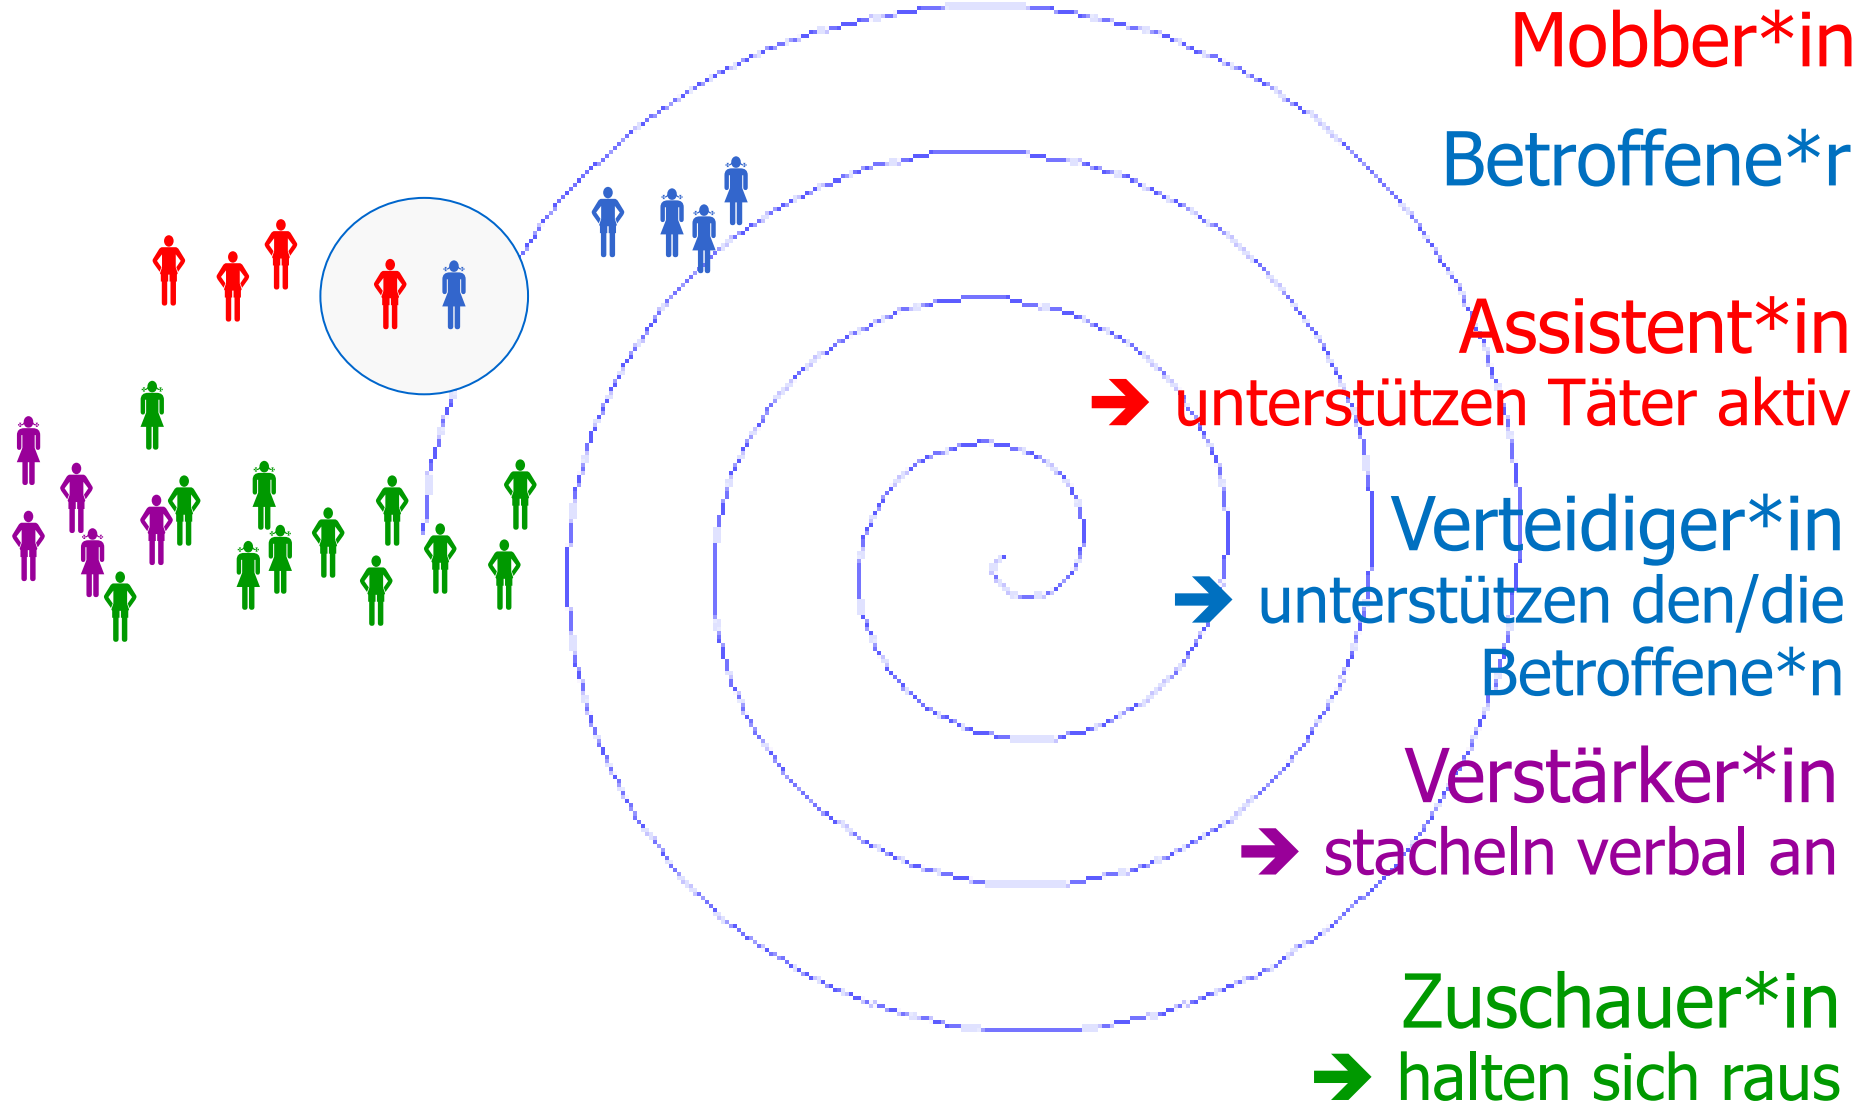 Mobber*in
Betroffene*r
Assistent*in
➔ unterstützen Täter aktiv
Verteidiger*in
➔ unterstützen den/die
Betroffene*n
Verstärker*in
➔ stacheln verbal an
Zuschauer*in
➔ halten sich raus